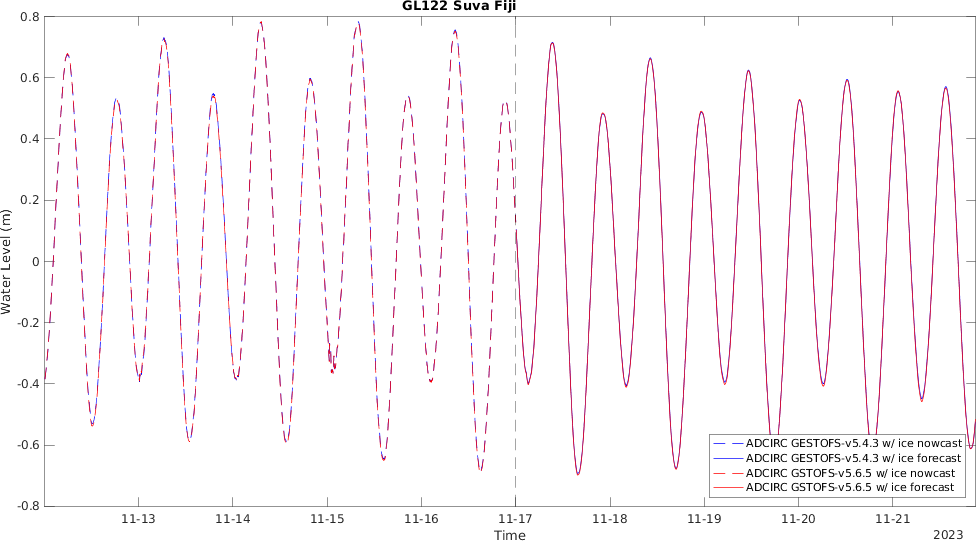 GL122 Suva Fiji
Water Level (m)
0.8
0.6
0.4
0.2
0
-0.2
-0.4
-0.6
-0.8
ADCIRC GESTOFS-v5.4.3 w/ ice nowcast
ADCIRC GESTOFS-v5.4.3 w/ ice forecast
ADCIRC GSTOFS-v5.6.5 w/ ice nowcast
ADCIRC GSTOFS-v5.6.5 w/ ice forecast
11-13 11-14 11-15 11-16 11-17 11-18 11-19 11-20 11-21
Time
2023